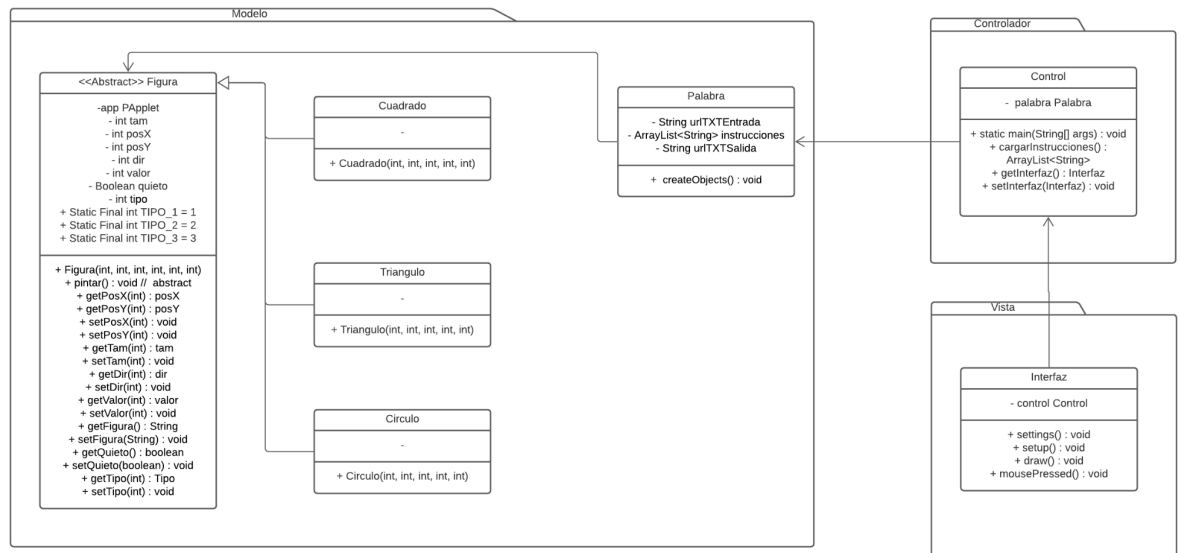 Modelo
<<Abstract>> Figura
-app PApplet
- int tam
- int posX
- int posY
- int dir
- int valor
- Boolean quieto
- int tipo
+ Static Final int TIPO_1 = 1
+ Static Final int TIPO_2 = 2
+ Static Final int TIPO_3 = 3
+ Figura(int, int, int, int, int, int)
+ pintar() : void // abstract
+ getPosX(int) : posX
+ getPosY(int) : posY
+ setPosX(int) : void
+ setPosY(int) : void
+ getTam(int) : tam
+ setTam(int) : void
+ getDir(int) : dir
+ setDir(int) : void
+ getValor(int) : valor
+ setValor(int) : void
+ getFigura() : String
+ setFigura(String) : void
+ getQuieto() : boolean
+ setQuieto(boolean) : void
+ getTipo(int) : Tipo
+ setTipo(int) : void
Cuadrado
-
+ Cuadrado(int, int, int, int, int)
Triangulo
-
+ Triangulo(int, int, int, int, int)
Circulo
-
+ Circulo(int, int, int, int, int)
Palabra
- String urlTXTEntrada
- ArrayList<String> instrucciones
- String urlTXTSalida
+ createObjects() : void
Controlador
Control
- palabra Palabra
+ static main(String[] args) : void
+ cargarInstrucciones() :
ArrayList<String>
+ getInterfaz() : Interfaz
+ setInterfaz(Interfaz) : void
Vista
Interfaz
- control Control
+ settings() : void
+ setup() : void
+ draw() : void
+ mousePressed() : void